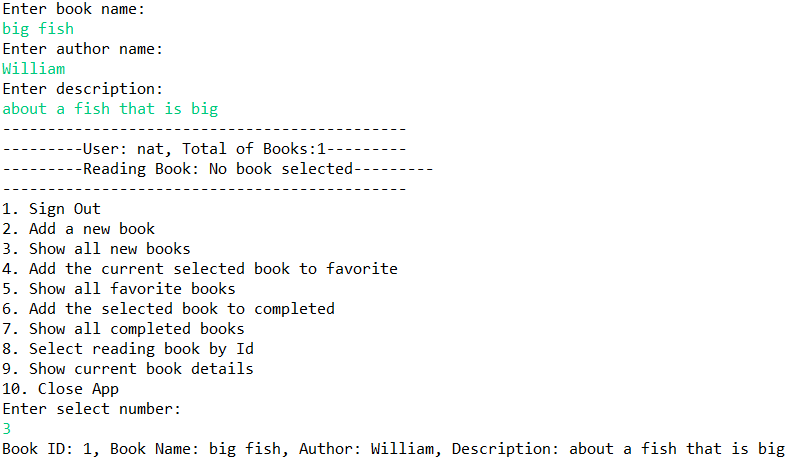 Enter book name:
big fish
Enter author name:
William
Enter description:
about a fish that is big
---------------------------------------------
---------User: nat, Total of Books:1---------
---------Reading Book: No book selected---------
---------------------------------------------
1. Sign Out
2. Add a new book
3. Show all new books
4. Add the current selected book to favorite
5. Show all favorite books
6. Add the selected book to completed
7. Show all completed books
8. Select reading book by Id
9. Show current book details
10. Close App
Enter select number:
3
Book ID: 1, Book Name: big fish, Author: William, Description: about a fish that is big